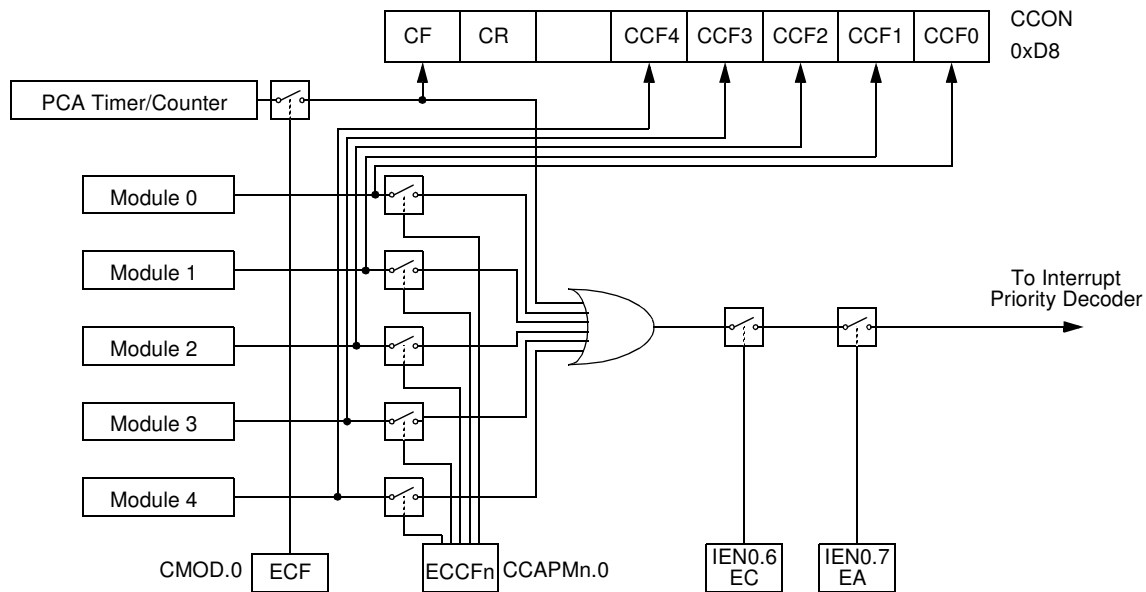 CF CR CCF4 CCF3 CCF2 CCF1 CCF0
CCON
0xD8
PCA Timer/Counter
Module 0
Module 1
Module 2
Module 3
Module 4
To Interrupt
Priority Decoder
CMOD.0 ECF
ECCFn CCAPMn.0
IEN0.6
EC
IEN0.7
EA